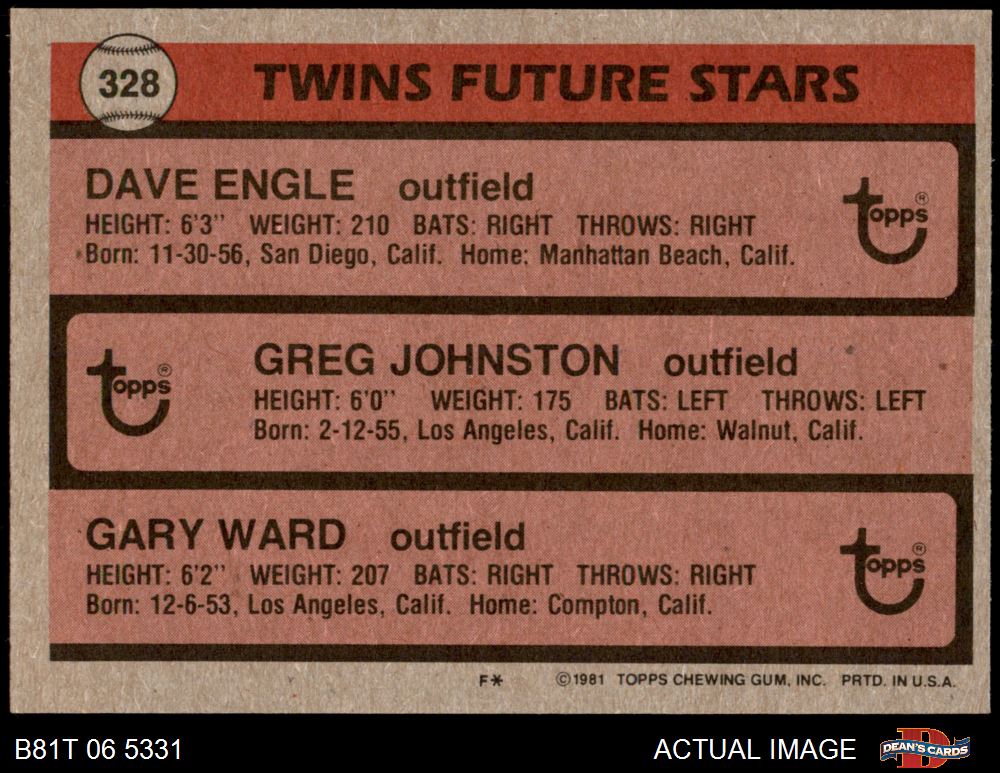 328
TWINS FUTURE STARS
DAVE ENGLE outfield
HEIGHT: 6'3" WEIGHT: 210 BATS: RIGHT THROWS: RIGHT
Born: 11-30-56, San Diego, Calif. Home: Manhattan Beach, Calif.
topps®
GREG JOHNSTON outfield
HEIGHT: 6'0" WEIGHT: 175 BATS: LEFT THROWS: LEFT
Born: 2-12-55, Los Angeles, Calif. Home: Walnut, Calif.
topps®
GARY WARD outfield
HEIGHT: 6'2" WEIGHT: 207 BATS: RIGHT THROWS: RIGHT
Born: 12-6-53, Los Angeles, Calif. Home: Compton, Calif.
topps®
F* ©1981 TOPPS CHEWING GUM, INC. PRTD. IN U.S.A.
B81T 06 5331 ACTUAL IMAGE DEAN'S CARDS